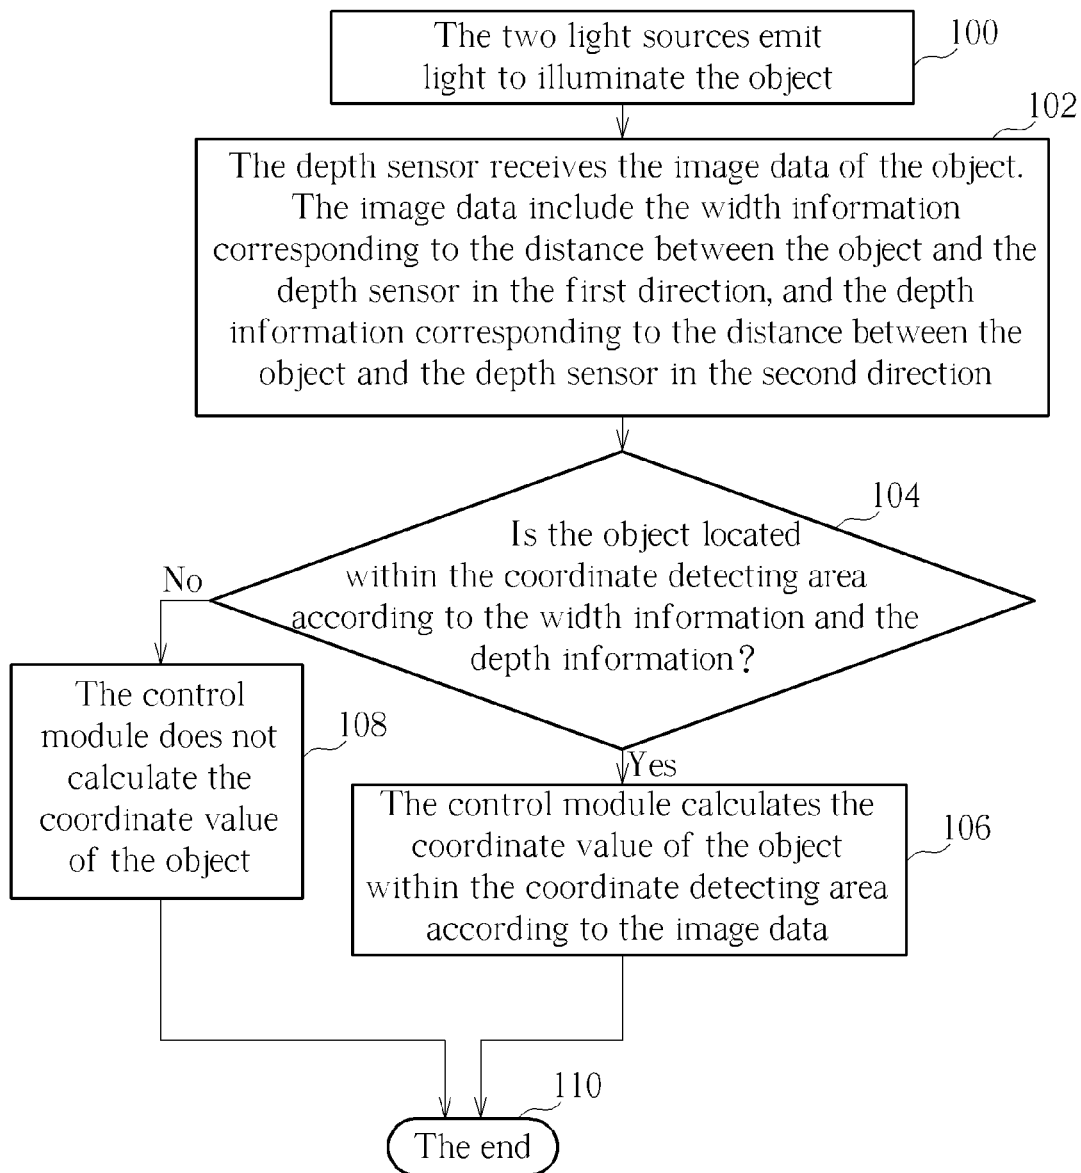 The two light sources emit
light to illuminate the object
100
102
The depth sensor receives the image data of the object.
The image data include the width information
corresponding to the distance between the object and the
depth sensor in the first direction, and the depth
information corresponding to the distance between the
object and the depth sensor in the second direction
104
Is the object located
within the coordinate detecting area
according to the width information and the
depth information?
No
Yes
The control
module does not
calculate the
coordinate value
of the object
108
The control module calculates the
coordinate value of the object
within the coordinate detecting area
according to the image data
106
110
The end